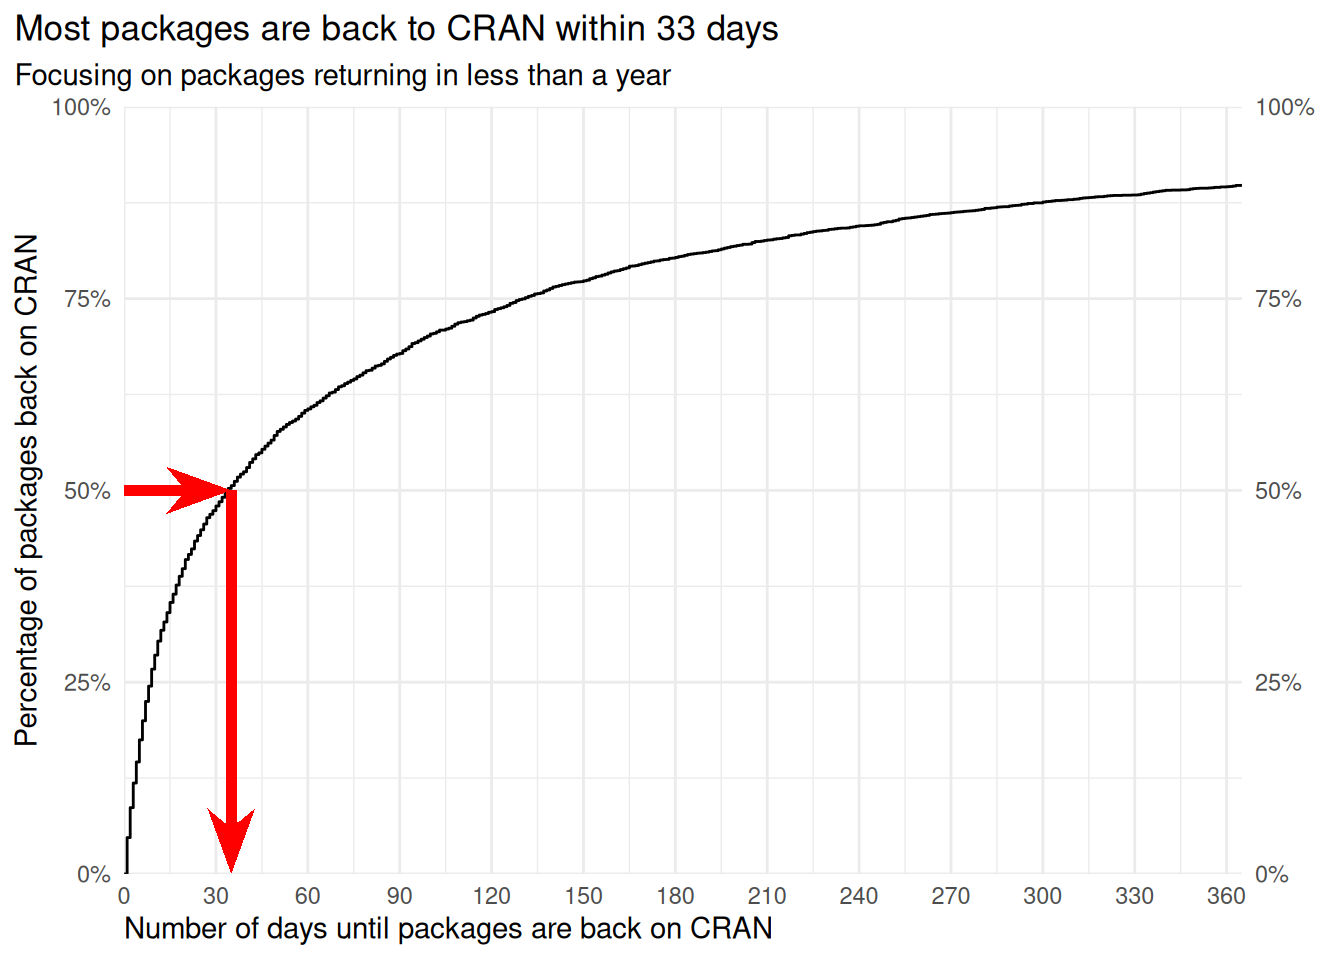 Most packages are back to CRAN within 33 days
Focusing on packages returning in less than a year
100%
75%
50%
25%
0%
100%
75%
50%
25%
0%
Percentage of packages back on CRAN
0 30 60 90 120 150 180 210 240 270 300 330 360
Number of days until packages are back on CRAN